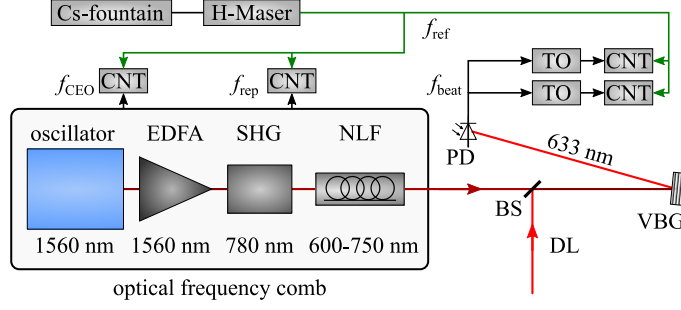 Cs-fountain H-Maser
f_ref
f_CEO CNT f_rep CNT f_beat TO CNT
TO CNT
oscillator EDFA SHG NLF
PD 633 nm
BS VBG
1560 nm 1560 nm 780 nm 600-750 nm DL
optical frequency comb